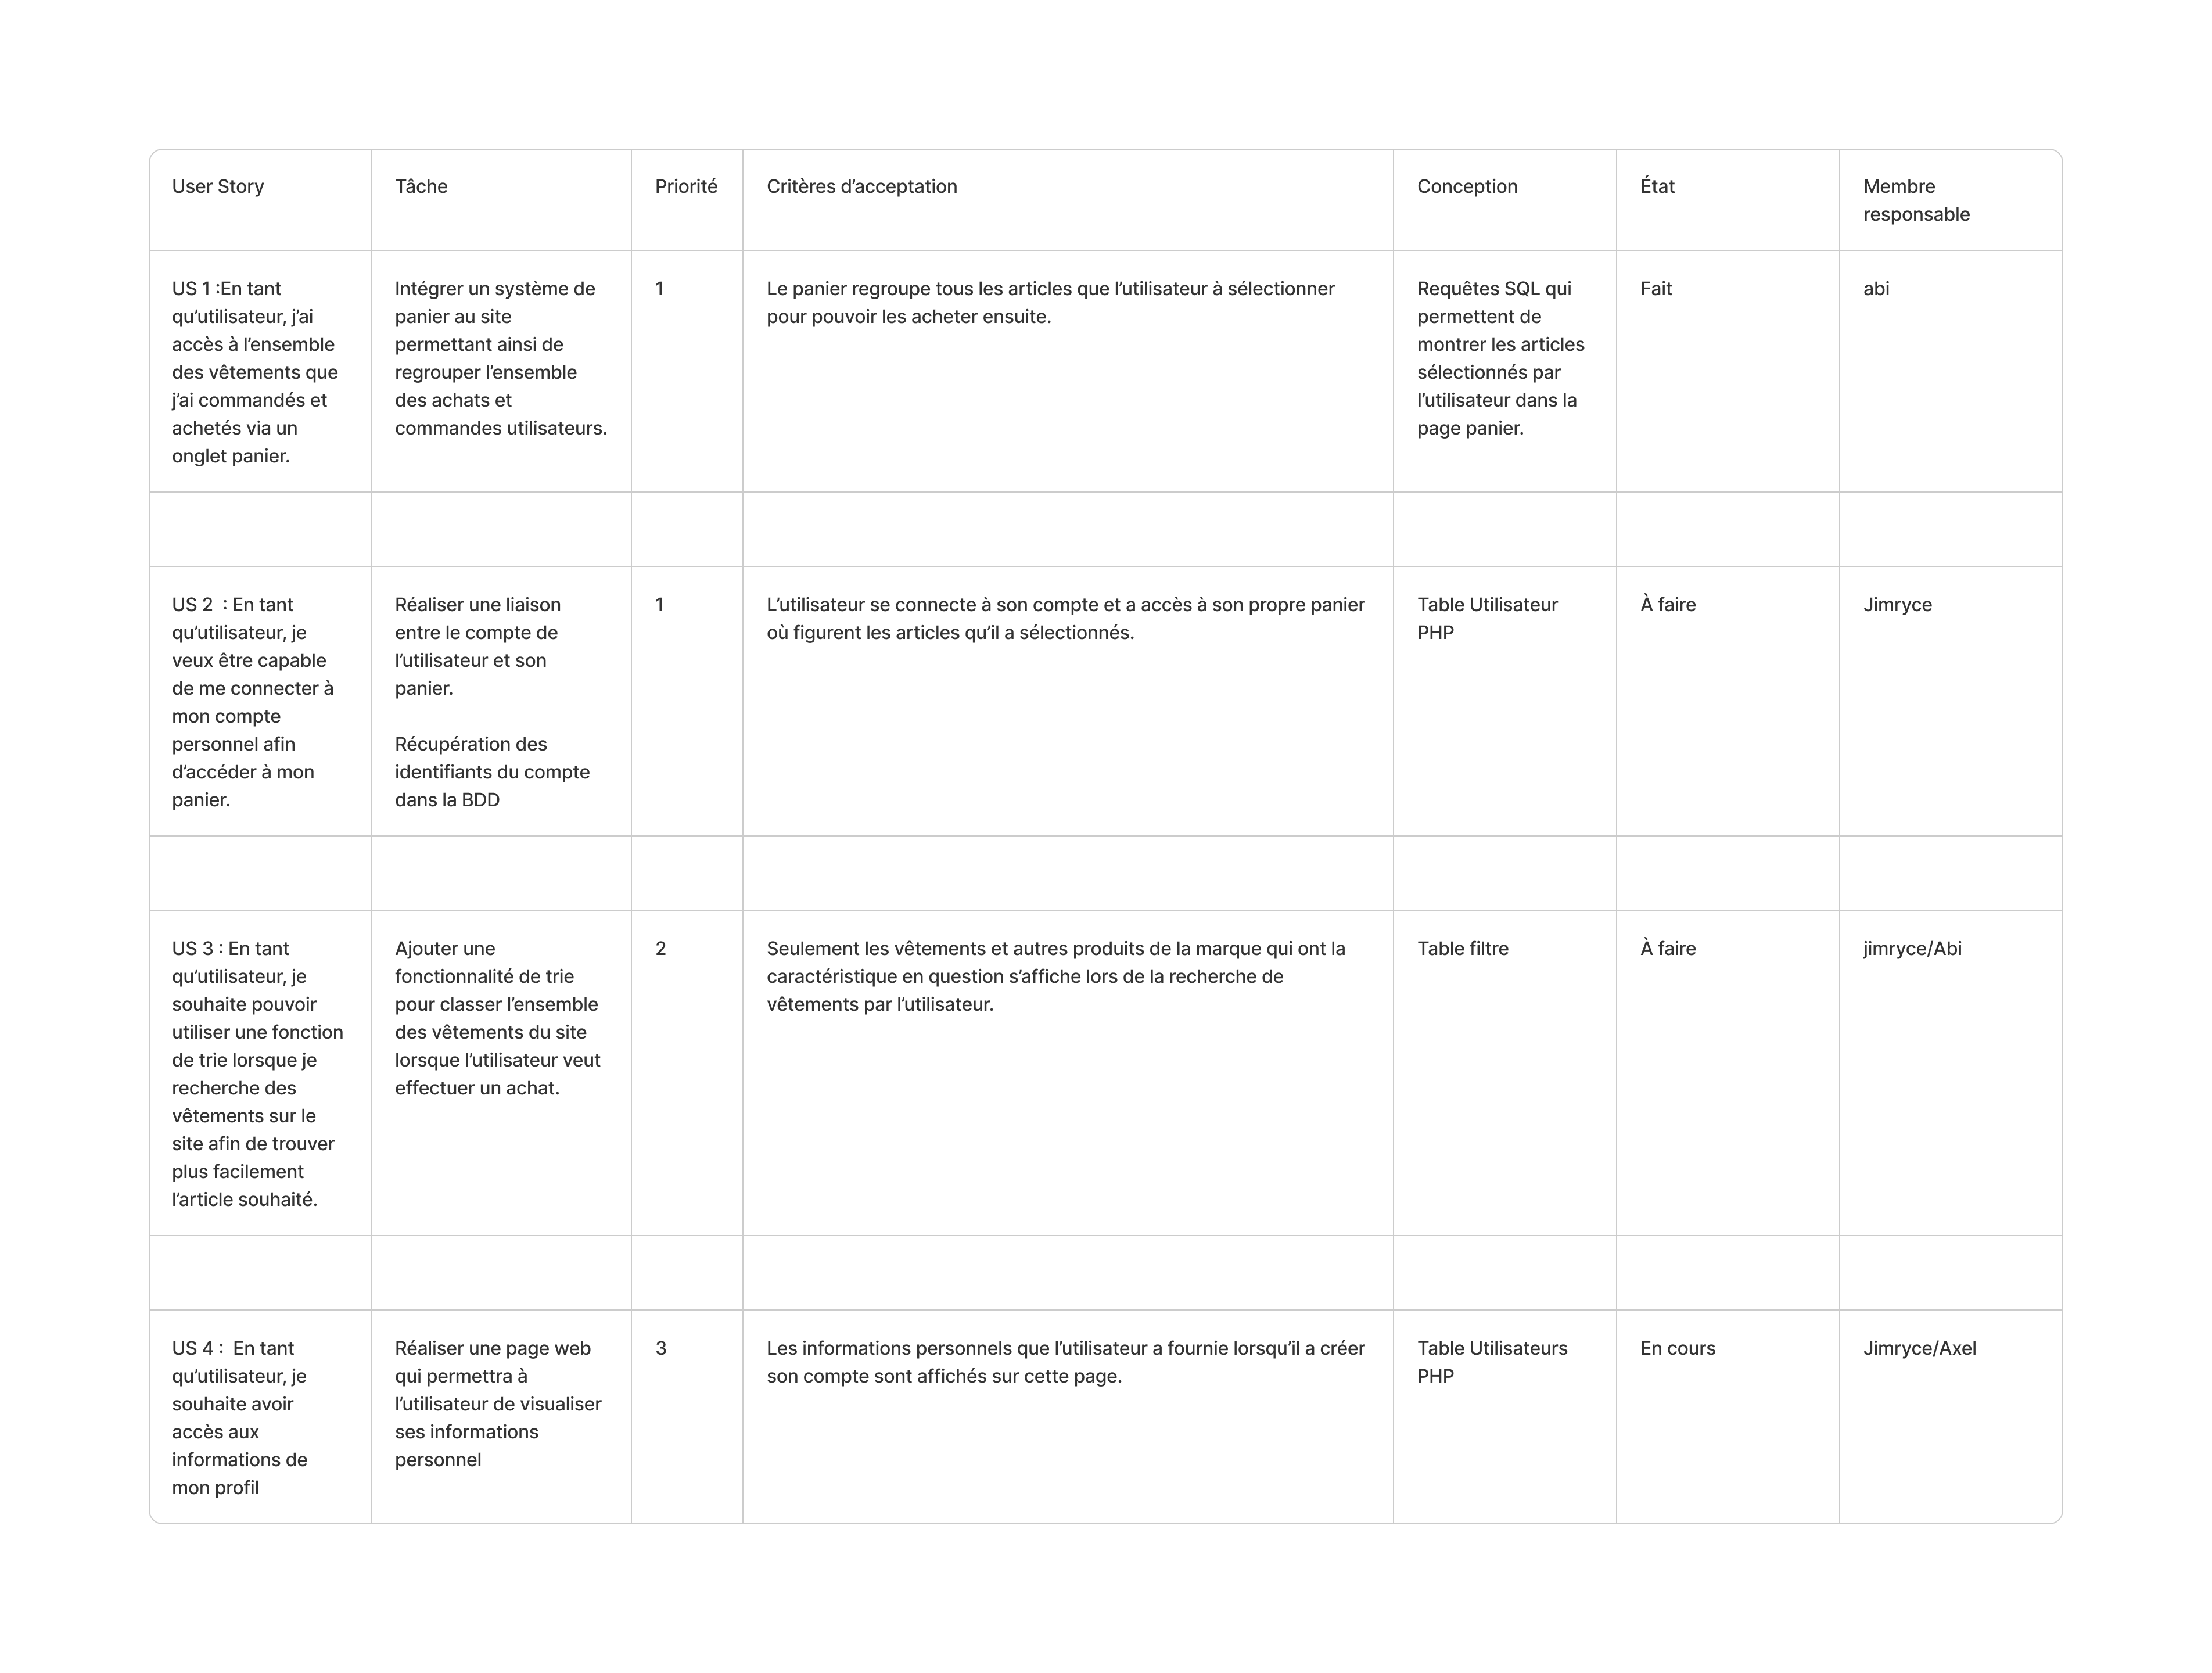 User Story
Tâche
Priorité
Critères d’acceptation
Conception
État
Membre
responsable
US 1 :En tant
qu’utilisateur, j’ai
accès à l’ensemble
des vêtements que
j’ai commandés et
achetés via un
onglet panier.
Intégrer un système de
panier au site
permettant ainsi de
regrouper l’ensemble
des achats et
commandes utilisateurs.
1
Le panier regroupe tous les articles que l’utilisateur à sélectionner
pour pouvoir les acheter ensuite.
Requêtes SQL qui
permettent de
montrer les articles
sélectionnés par
l’utilisateur dans la
page panier.
Fait
abi
US 2  : En tant
qu’utilisateur, je
veux être capable
de me connecter à
mon compte
personnel afin
d’accéder à mon
panier.
Réaliser une liaison
entre le compte de
l’utilisateur et son
panier.
Récupération des
identifiants du compte
dans la BDD
1
L’utilisateur se connecte à son compte et a accès à son propre panier
où figurent les articles qu’il a sélectionnés.
Table Utilisateur
PHP
À faire
Jimryce
US 3 : En tant
qu’utilisateur, je
souhaite pouvoir
utiliser une fonction
de trie lorsque je
recherche des
vêtements sur le
site afin de trouver
plus facilement
l’article souhaité.
Ajouter une
fonctionnalité de trie
pour classer l’ensemble
des vêtements du site
lorsque l’utilisateur veut
effectuer un achat.
2
Seulement les vêtements et autres produits de la marque qui ont la
caractéristique en question s’affiche lors de la recherche de
vêtements par l’utilisateur.
Table filtre
À faire
jimryce/Abi
US 4 :  En tant
qu’utilisateur, je
souhaite avoir
accès aux
informations de
mon profil
Réaliser une page web
qui permettra à
l’utilisateur de visualiser
ses informations
personnel
3
Les informations personnels que l’utilisateur a fournie lorsqu’il a créer
son compte sont affichés sur cette page.
Table Utilisateurs
PHP
En cours
Jimryce/Axel